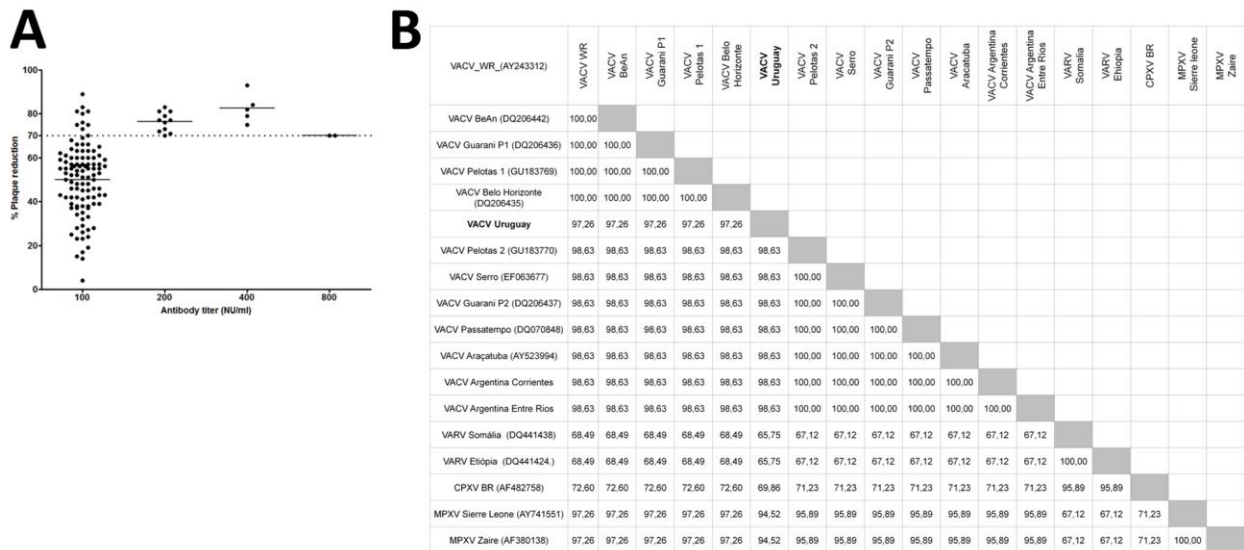 A
% Plaque reduction
100
80
70
60
40
20
0
100 200 400 800
Antibody titer (NU/ml)
B
VACV_WR_(AY243312) VACV WR VACV BeAn VACV Guarani P1 VACV Pelotas 1 VACV Belo Horizonte VACV Uruguay VACV Pelotas 2 VACV Serro VACV Guarani P2 VACV Passatempo VACV Aracatuba VACV Argentina Corrientes VACV Argentina Entre Rios VARV Somalia VARV Ehiopia CPXV BR MPXV Sierre leone MPXV Zaire
VACV BeAn (DQ206442) 100,00
VACV Guarani P1 (DQ206436) 100,00 100,00
VACV Pelotas 1 (GU183769) 100,00 100,00 100,00
VACV Belo Horizonte
(DQ206435) 100,00 100,00 100,00 100,00
VACV Uruguay 97,26 97,26 97,26 97,26 97,26
VACV Pelotas 2 (GU183770) 98,63 98,63 98,63 98,63 98,63 98,63
VACV Serro (EF063677) 98,63 98,63 98,63 98,63 98,63 98,63 100,00
VACV Guarani P2 (DQ206437) 98,63 98,63 98,63 98,63 98,63 98,63 100,00 100,00
VACV Passatempo (DQ070848) 98,63 98,63 98,63 98,63 98,63 98,63 100,00 100,00 100,00
VACV Araçatuba (AY523994) 98,63 98,63 98,63 98,63 98,63 98,63 100,00 100,00 100,00 100,00
VACV Argentina Corrientes 98,63 98,63 98,63 98,63 98,63 98,63 100,00 100,00 100,00 100,00 100,00
VACV Argentina Entre Rios 98,63 98,63 98,63 98,63 98,63 98,63 100,00 100,00 100,00 100,00 100,00 100,00
VARV Somália (DQ441438) 68,49 68,49 68,49 68,49 68,49 65,75 67,12 67,12 67,12 67,12 67,12 67,12 67,12
VARV Etiópia (DQ441424.) 68,49 68,49 68,49 68,49 68,49 65,75 67,12 67,12 67,12 67,12 67,12 67,12 67,12 100,00
CPXV BR (AF482758) 72,60 72,60 72,60 72,60 72,60 69,86 71,23 71,23 71,23 71,23 71,23 71,23 71,23 95,89 95,89
MPXV Sierre Leone (AY741551) 97,26 97,26 97,26 97,26 97,26 94,52 95,89 95,89 95,89 95,89 95,89 95,89 95,89 67,12 67,12 71,23
MPXV Zaire (AF380138) 97,26 97,26 97,26 97,26 97,26 94,52 95,89 95,89 95,89 95,89 95,89 95,89 95,89 67,12 67,12 71,23 100,00